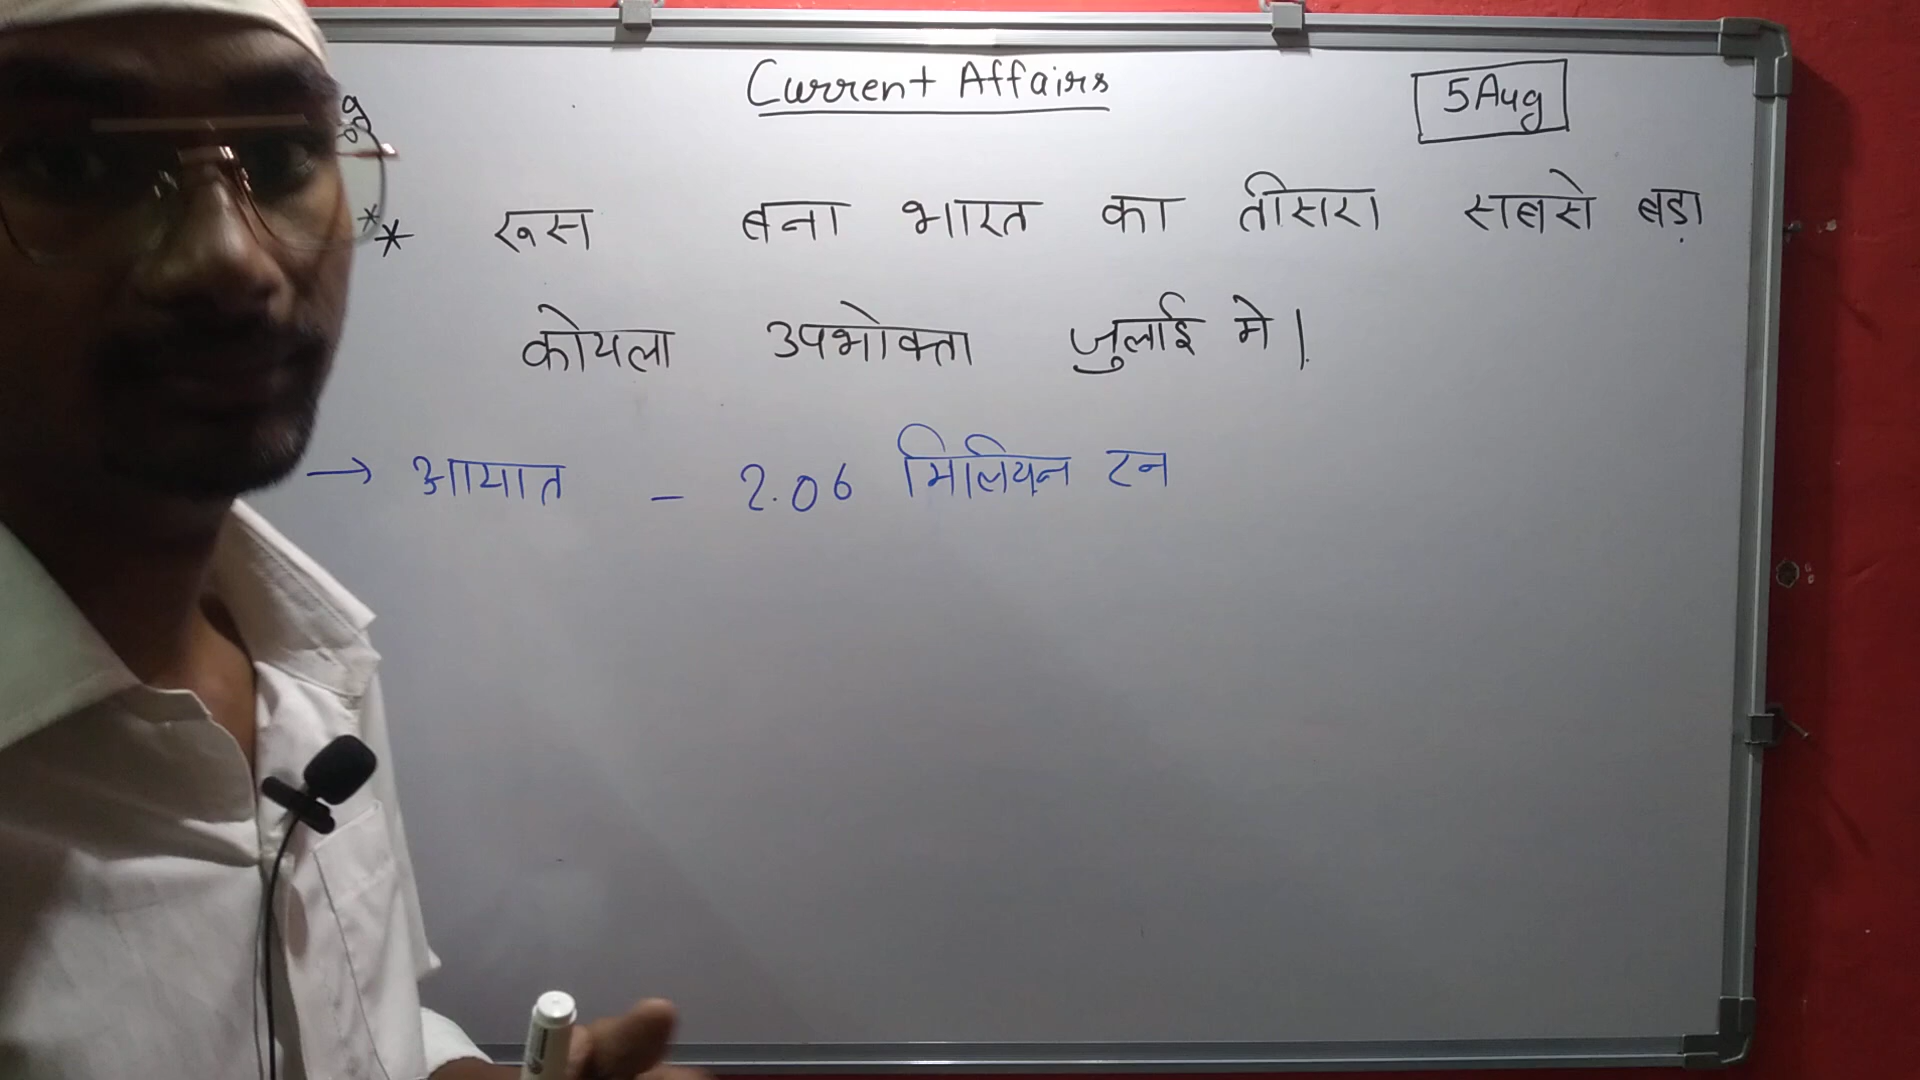 Current Affairs
5Aug
** रूस बना भारत का तीसरा सबसे बड़ा
कोयला उपभोक्ता जुलाई मे।
→ आयात - 2.06 मिलियन टन